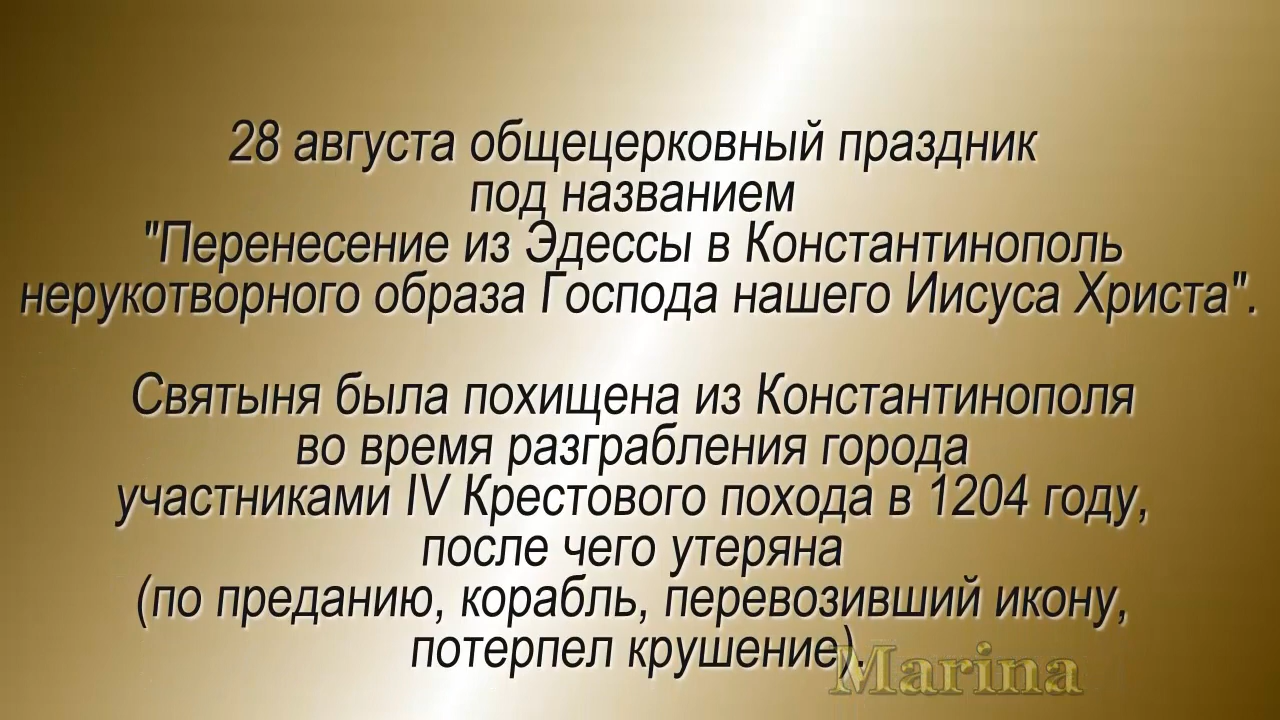 28 августа общецерковный праздник
под названием
"Перенесение из Эдессы в Константинополь
нерукотворного образа Господа нашего Иисуса Христа".
Святыня была похищена из Константинополя
во время разграбления города
участниками IV Крестового похода в 1204 году,
после чего утеряна
(по преданию, корабль, перевозивший икону,
потерпел крушение).
Marina